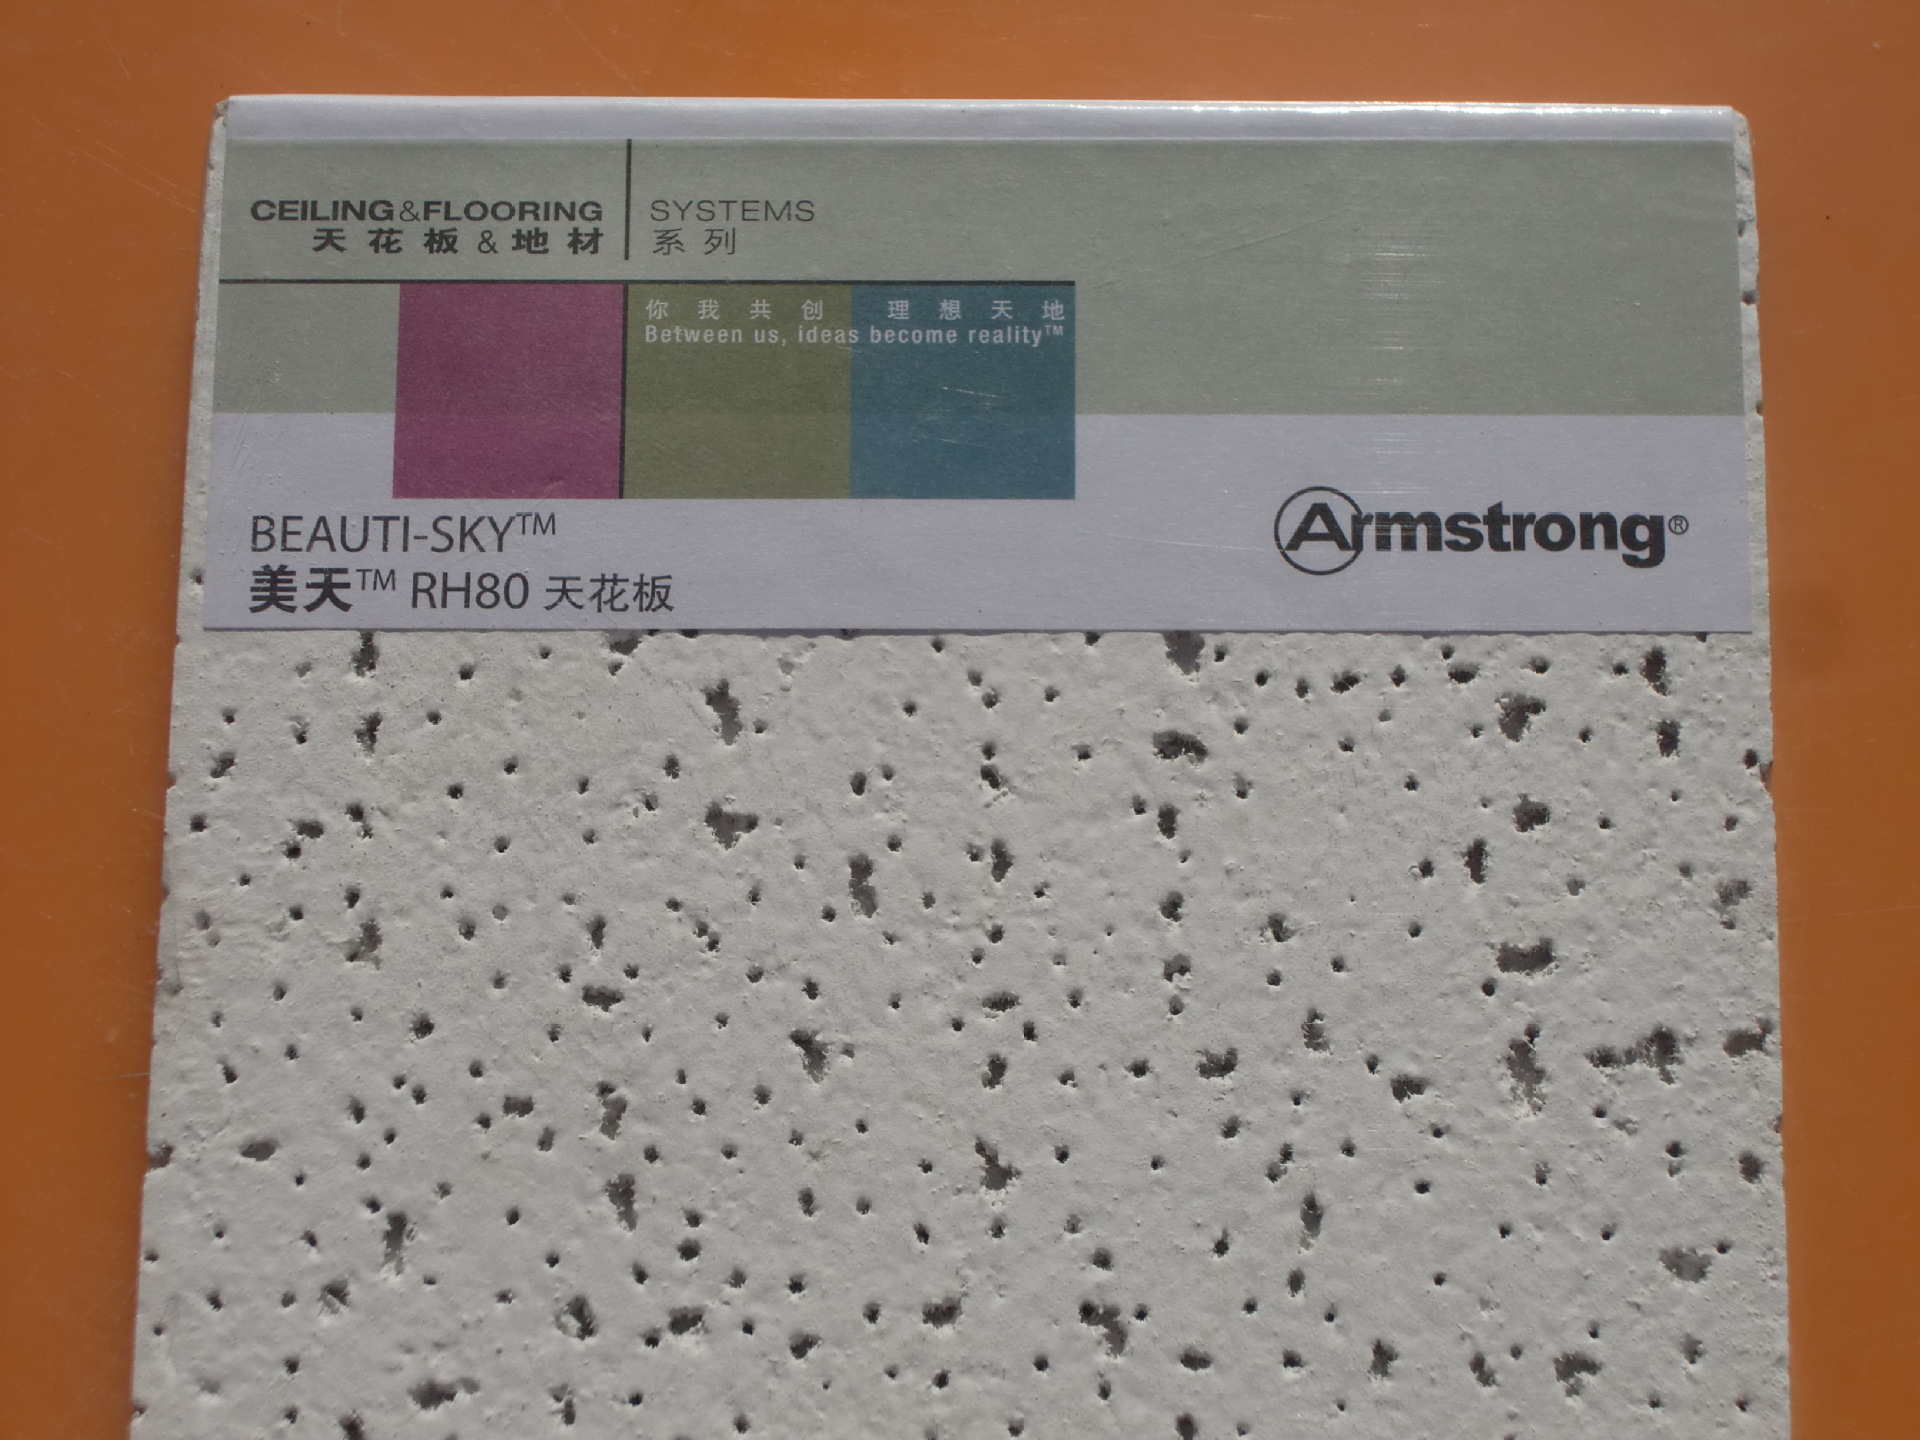 CEILING&FLOORING
天花板&地材
SYSTEMS
系列
你我共创 理想天地
Between us, ideas become reality™
BEAUTI-SKY™
美天™ RH80 天花板
Armstrong®